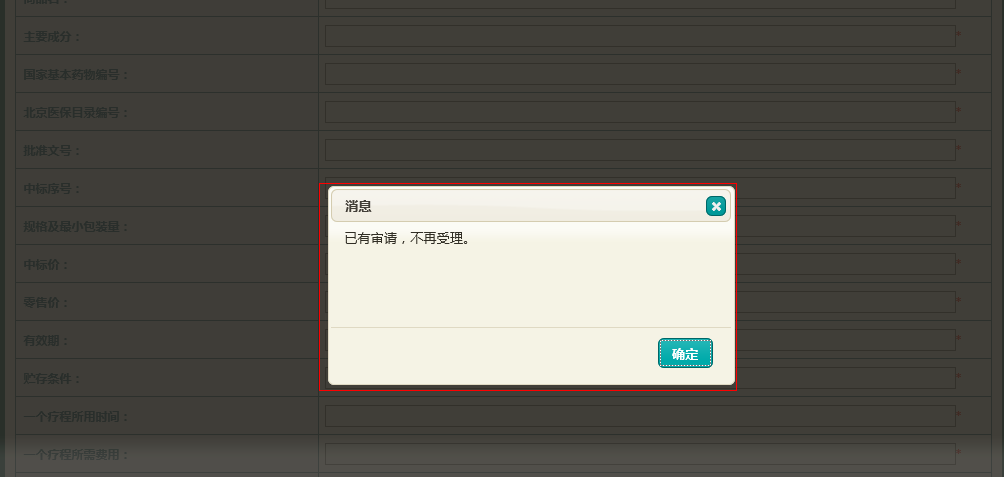 主要成分：
*
国家基本药物编号：
*
北京医保目录编号：
*
批准文号：
*
中标序号：
*
消息
已有审请，不再受理。
规格及最小包装量：
*
中标价：
*
零售价：
*
有效期：
*
确定
贮存条件：
*
一个疗程所用时间：
*
一个疗程所需费用：
*